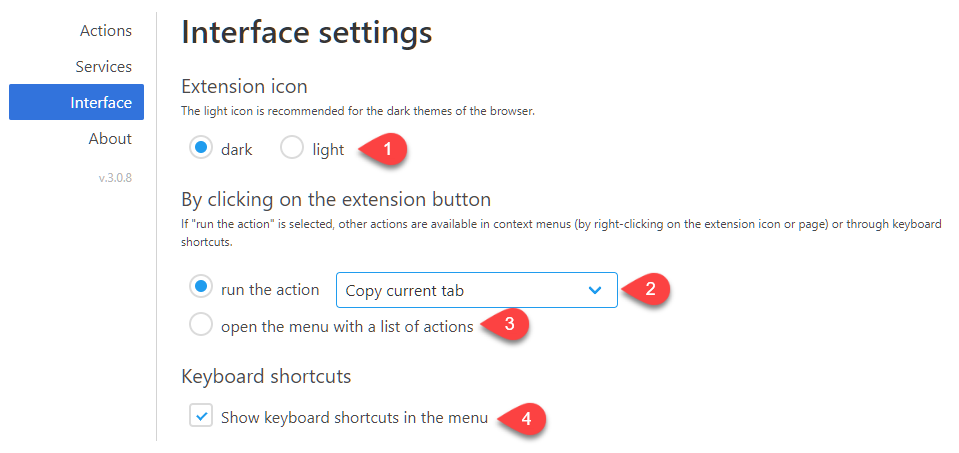 Actions
Services
Interface
About
v.3.0.8
Interface settings
Extension icon
The light icon is recommended for the dark themes of the browser.
dark light 1
By clicking on the extension button
If "run the action" is selected, other actions are available in context menus (by right-clicking on the extension icon or page) or through keyboard
shortcuts.
run the action Copy current tab 2
open the menu with a list of actions 3
Keyboard shortcuts
Show keyboard shortcuts in the menu 4